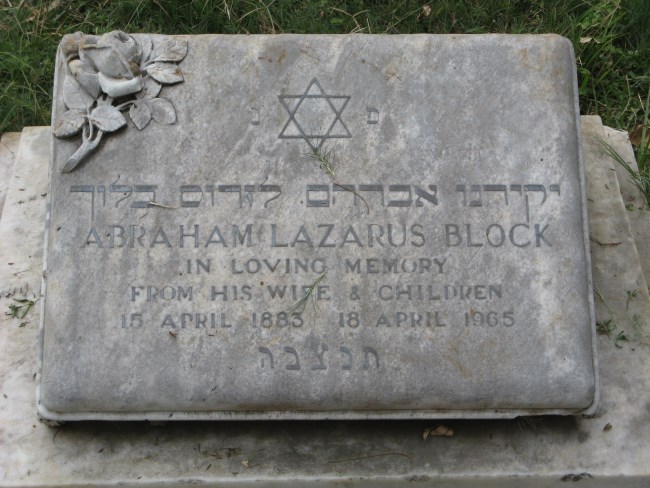 פ נ
יקירנו אברהם לזרוס בלוך
ABRAHAM LAZARUS BLOCK
IN LOVING MEMORY
FROM HIS WIFE & CHILDREN
15 APRIL 1883 18 APRIL 1965
תנצבה